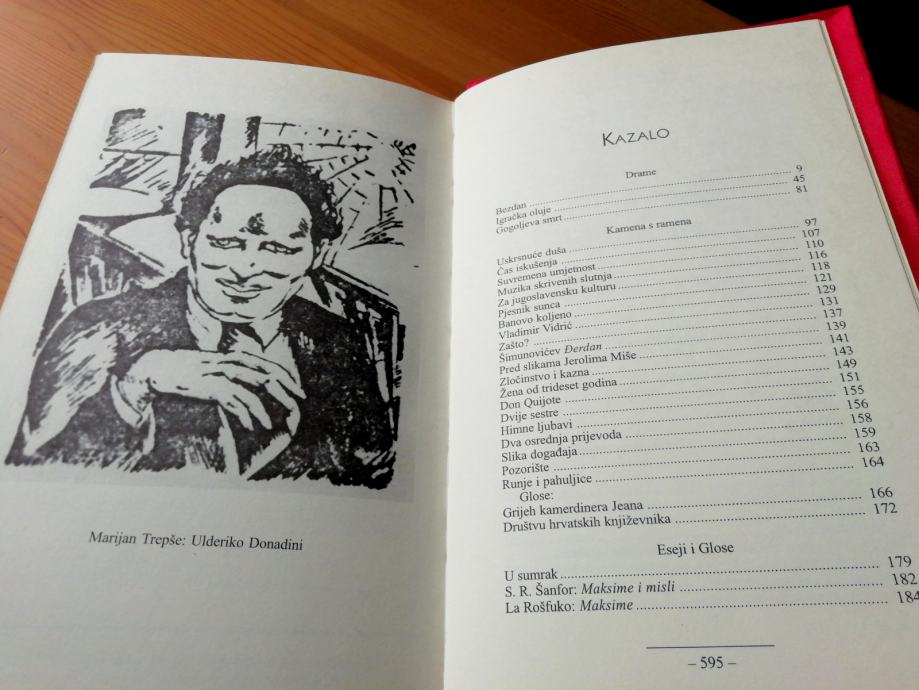 Marijan Trepše: Ulderiko Donadini
KAZALO
Drame
Bezdan ........ 9
Igračka oluje ........ 45
Gogoljeva smrt ........ 81
Kamena s ramena
Uskrsnuće duša ........ 97
Čas iskušenja ........ 107
Suvremena umjetnost ........ 110
Muzika skrivenih slutnja ........ 116
Za jugoslavensku kulturu ........ 118
Pjesnik sunca ........ 121
Banovo koljeno ........ 129
Vladimir Vidrić ........ 131
Zašto? ........ 137
Šimunovićev Đerdan ........ 139
Pred slikama Jerolima Miše ........ 141
Zločinstvo i kazna ........ 143
Žena od trideset godina ........ 149
Don Quijote ........ 151
Dvije sestre ........ 155
Himne ljubavi ........ 156
Dva osrednja prijevoda ........ 158
Slika događaja ........ 159
Pozorište ........ 163
Runje i pahuljice ........ 164
Glose:
Grijeh kamerdinera Jeana ........ 166
Društvu hrvatskih književnika ........ 172
Eseji i Glose
U sumrak ........ 179
S. R. Šanfor: Maksime i misli ........ 182
La Rošfuko: Maksime ........ 184
– 595 –